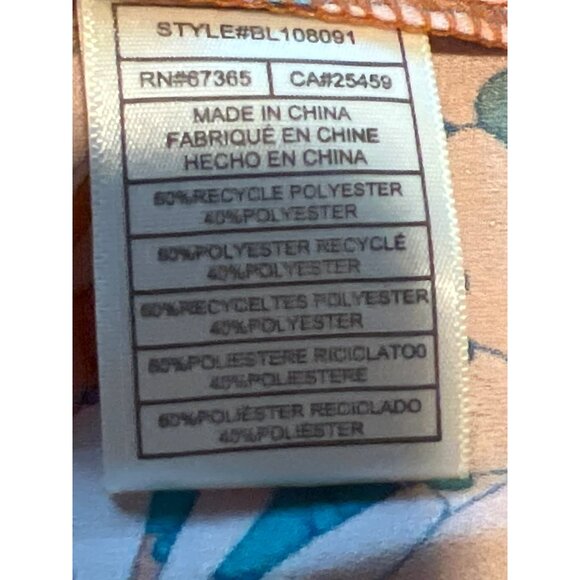 STYLE#BL108091
RN#67365 CA#25459
MADE IN CHINA
FABRIQUÉ EN CHINE
HECHO EN CHINA
60%RECYCLE POLYESTER
40%POLYESTER
60%POLYESTER RECYCLÉ
40%POLYESTER
60%RECYCELTES POLYESTER
40%POLYESTER
60%POLIESTERE RICICLATO0
40%POLIESTERE
60%POLIÉSTER RECICLADO
40%POLIÉSTER